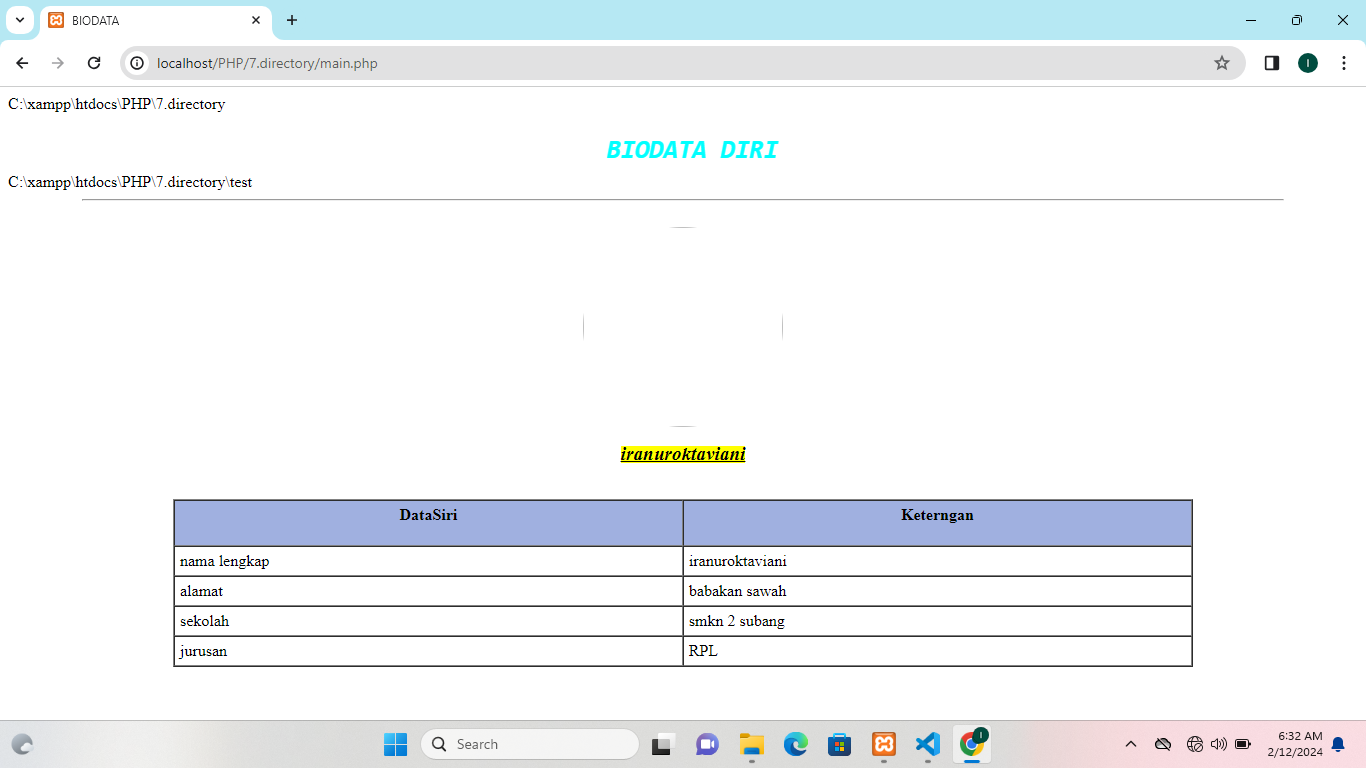 BIODATA
localhost/PHP/7.directory/main.php
I
C:\xampp\htdocs\PHP\7.directory
BIODATA DIRI
C:\xampp\htdocs\PHP\7.directory\test
iranuroktaviani
DataSiri Keterngan
nama lengkap iranuroktaviani
alamat babakan sawah
sekolah smkn 2 subang
jurusan RPL
Search
I
6:32 AM
2/12/2024